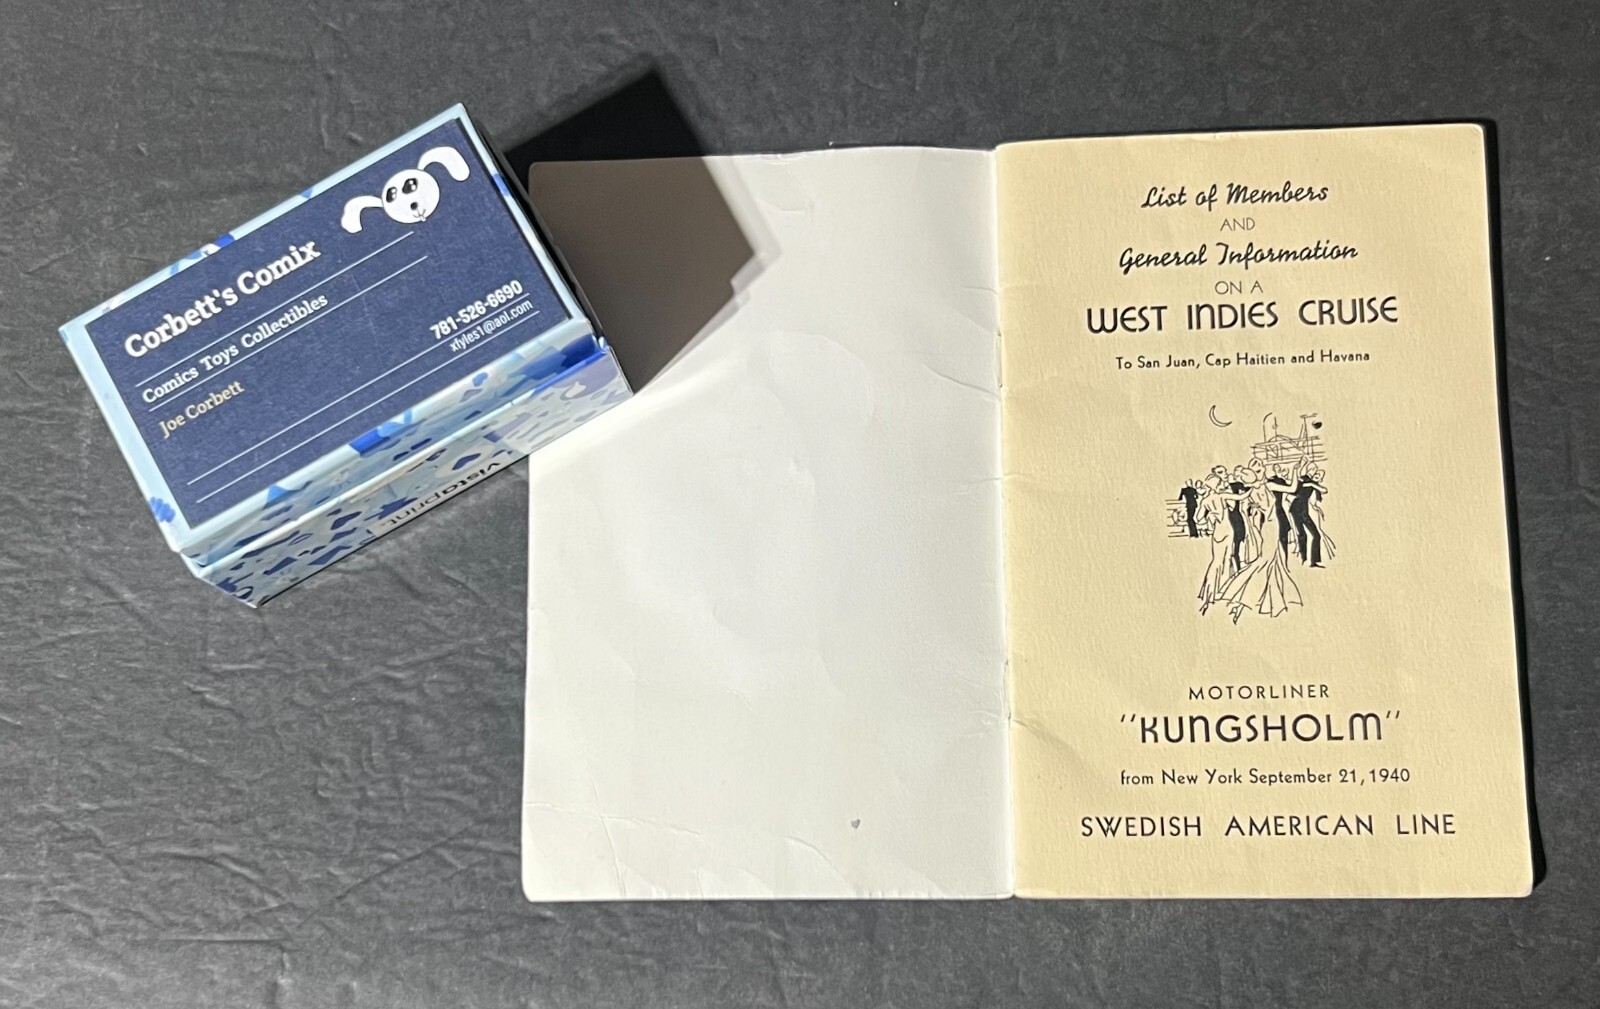 Corbett's Comix
Comics Toys Collectibles
Joe Corbett
781-526-6690
xfyles1@aol.com
vistaprint.
List of Members
AND
General Information
ON A
WEST INDIES CRUISE
To San Juan, Cap Haitien and Havana
MOTORLINER
"KUNGSHOLM"
from New York September 21, 1940
SWEDISH AMERICAN LINE